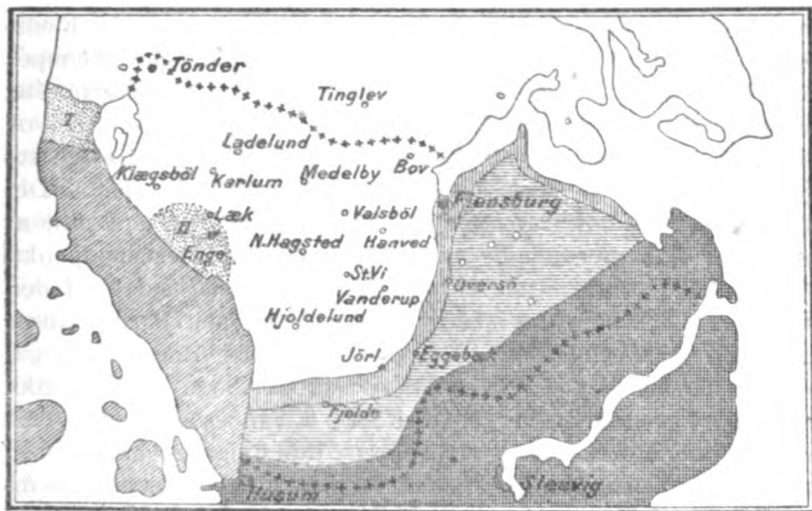 Tönder
Tinglev
I
Ladelund
Bov
Klægsböl
Karlum
Medelby
Flensburg
Læk
Valsböl
II
Hanved
N.Hagsted
Enge
St.Vi
Oversö
Vanderup
Hjoldelund
Jörl
Eggebæk
Fjolde
Husum
Slesvig